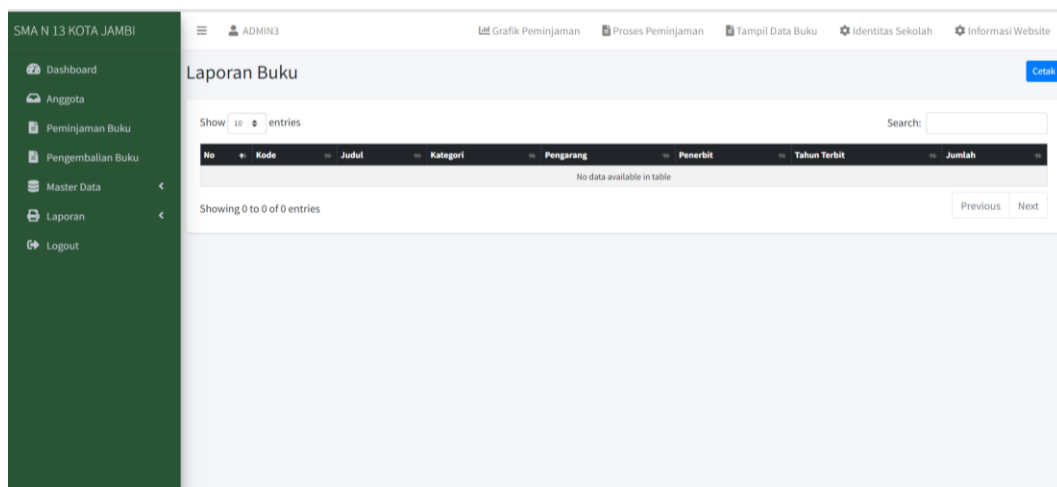 SMA N 13 KOTA JAMBI
ADMIN3 Grafik Peminjaman Proses Peminjaman Tampil Data Buku Identitas Sekolah Informasi Website
Dashboard
Anggota
Peminjaman Buku
Pengembalian Buku
Master Data
Laporan
Logout
Laporan Buku
Cetak
Show 10 entries
Search:
No Kode Judul Kategori Pengarang Penerbit Tahun Terbit Jumlah
No data available in table
Showing 0 to 0 of 0 entries
Previous Next